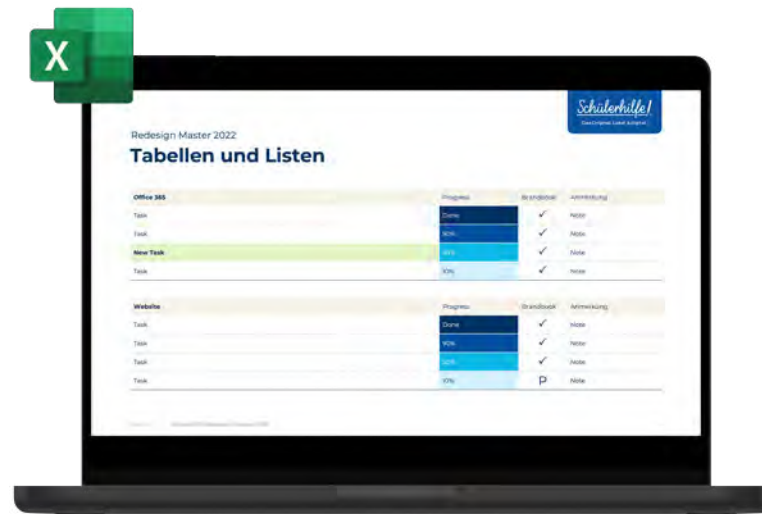 X
Schülerhilfe!
Redesign Master 2022
Tabellen und Listen
Office 365 Progress Brandbook Anmerkung
Task Done ✓ Note
Task 90% ✓ Note
New Task ✓ Note
Task 10% ✓ Note
Website Progress Brandbook Anmerkung
Task Done ✓ Note
Task 90% ✓ Note
Task 50% ✓ Note
Task 10% P Note